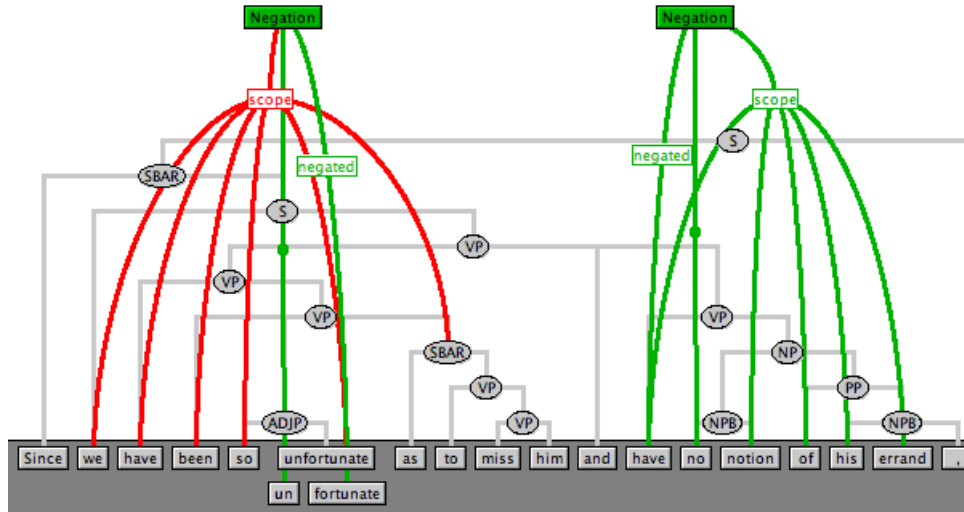 Negation Negation
scope scope
S
negated negated
SBAR
S
VP
VP VP
VP
SBAR NP
VP PP
ADJP VP NPB NPB
Since we have been so unfortunate as to miss him and have no notion of his errand ,
un fortunate